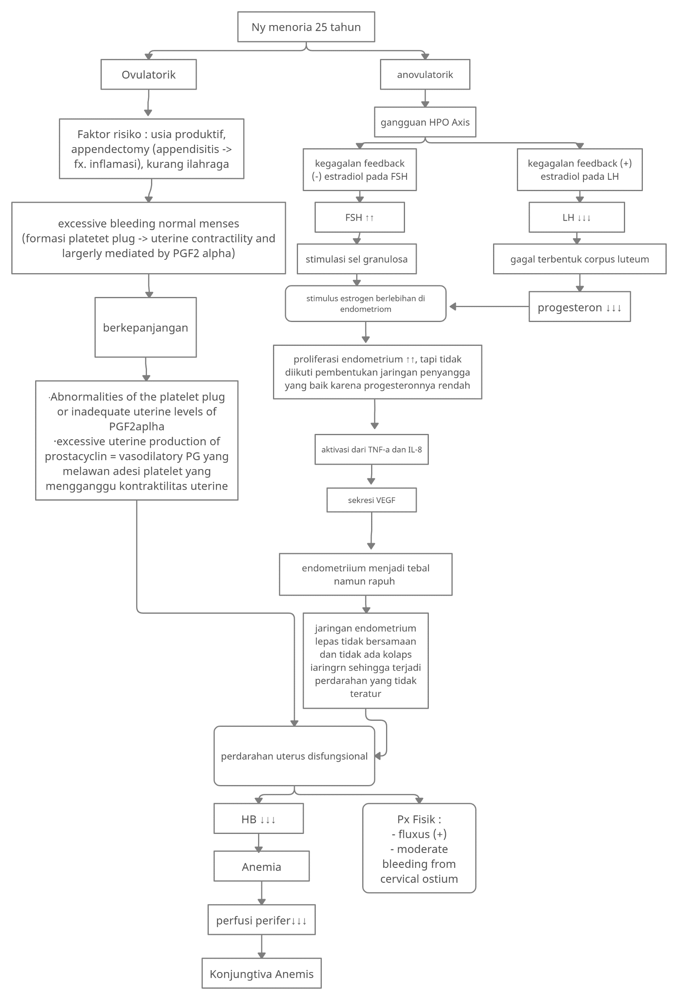 Ny menoria 25 tahun
Ovulatorik
anovulatorik
gangguan HPO Axis
Faktor risiko : usia produktif,
appendectomy (appendisitis ->
fx. inflamasi), kurang ilahraga
kegagalan feedback
(-) estradiol pada FSH
kegagalan feedback (+)
estradiol pada LH
excessive bleeding normal menses
(formasi platetet plug -> uterine contractility and
largerly mediated by PGF2 alpha)
FSH ↑↑
LH ↓↓↓
stimulasi sel granulosa
gagal terbentuk corpus luteum
stimulus estrogen berlebihan di
endometriom
progesteron ↓↓↓
berkepanjangan
proliferasi endometrium ↑↑, tapi tidak
diikuti pembentukan jaringan penyangga
yang baik karena progesteronnya rendah
·Abnormalities of the platelet plug
or inadequate uterine levels of
PGF2aplha
·excessive uterine production of
prostacyclin = vasodilatory PG yang
melawan adesi platelet yang
mengganggu kontraktilitas uterine
aktivasi dari TNF-a dan IL-8
sekresi VEGF
endometriium menjadi tebal
namun rapuh
jaringan endometrium
lepas tidak bersamaan
dan tidak ada kolaps
iaringrn sehingga terjadi
perdarahan yang tidak
teratur
perdarahan uterus disfungsional
HB ↓↓↓
Px Fisik :
- fluxus (+)
- moderate
bleeding from
cervical ostium
Anemia
perfusi perifer↓↓↓
Konjungtiva Anemis